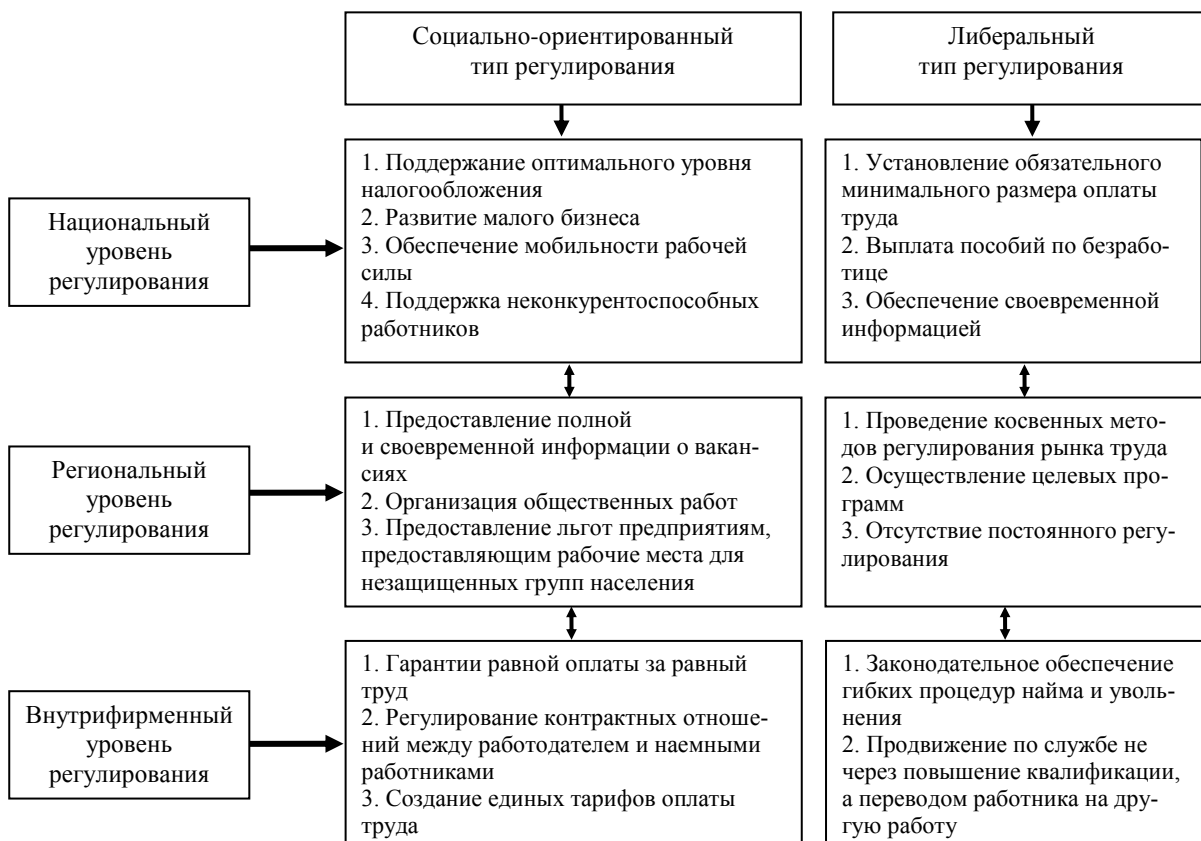 Социально-ориентированный
тип регулирования
Либеральный
тип регулирования
Национальный
уровень
регулирования
1. Поддержание оптимального уровня
налогообложения
2. Развитие малого бизнеса
3. Обеспечение мобильности рабочей
силы
4. Поддержка неконкурентоспособных
работников
1. Установление обязательного
минимального размера оплаты
труда
2. Выплата пособий по безрабо-
тице
3. Обеспечение своевременной
информацией
Региональный
уровень
регулирования
1. Предоставление полной
и своевременной информации о вакан-
сиях
2. Организация общественных работ
3. Предоставление льгот предприятиям,
предоставляющим рабочие места для
незащищенных групп населения
1. Проведение косвенных мето-
дов регулирования рынка труда
2. Осуществление целевых про-
грамм
3. Отсутствие постоянного регу-
лирования
Внутрифирменный
уровень
регулирования
1. Гарантии равной оплаты за равный
труд
2. Регулирование контрактных отноше-
ний между работодателем и наемными
работниками
3. Создание единых тарифов оплаты
труда
1. Законодательное обеспечение
гибких процедур найма и уволь-
нения
2. Продвижение по службе не
через повышение квалификации,
а переводом работника на дру-
гую работу